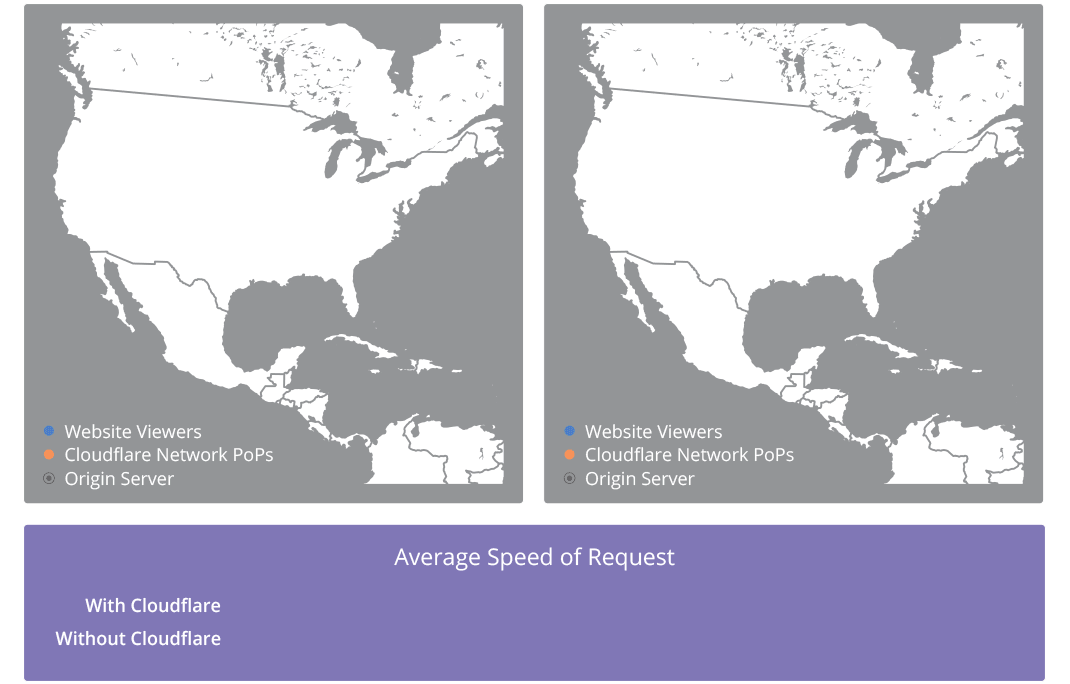 Website Viewers
Cloudflare Network PoPs
Origin Server
Website Viewers
Cloudflare Network PoPs
Origin Server
Average Speed of Request
With Cloudflare
Without Cloudflare